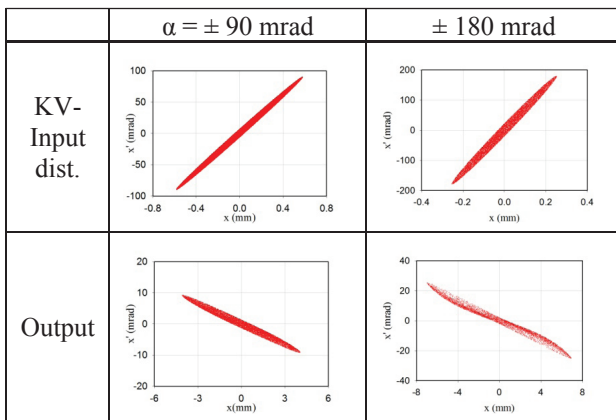 α = ± 90 mrad
± 180 mrad
KV-
Input
dist.
x' (mrad)
100
50
0
-50
-100
-0.8
-0.4
0.0
0.4
0.8
x (mm)
x' (mrad)
200
100
0
-100
-200
-0.4
-0.2
0.0
0.2
0.4
x (mm)
Output
x' (mrad)
20
10
0
-10
-20
-6
-3
0
3
6
x(mm)
x' (mrad)
40
20
0
-20
-40
-8
-4
0
4
8
x (mm)